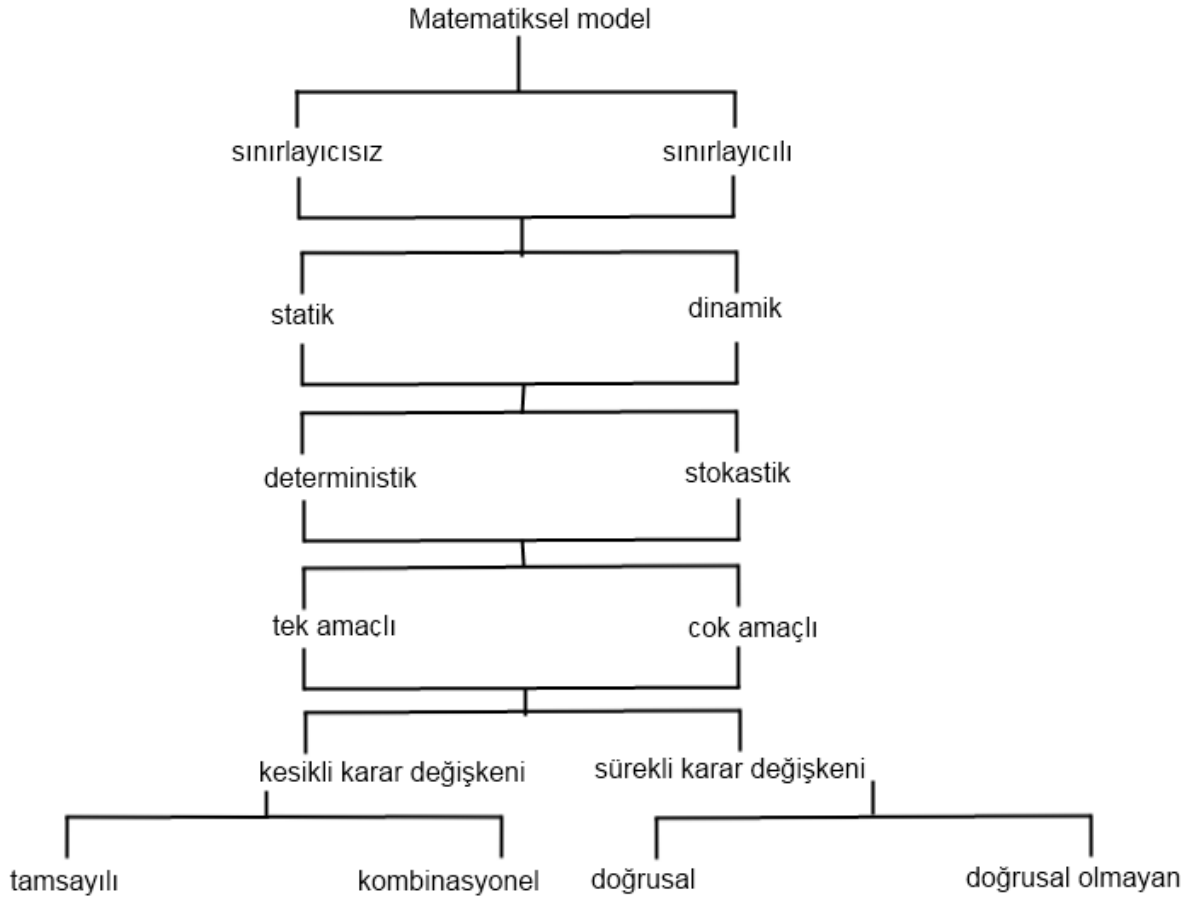 Matematiksel model
sınırlayıcısız
sınırlayıcılı
statik
dinamik
deterministik
stokastik
tek amaçlı
cok amaçlı
kesikli karar değişkeni
sürekli karar değişkeni
tamsayılı
kombinasyonel
doğrusal
doğrusal olmayan